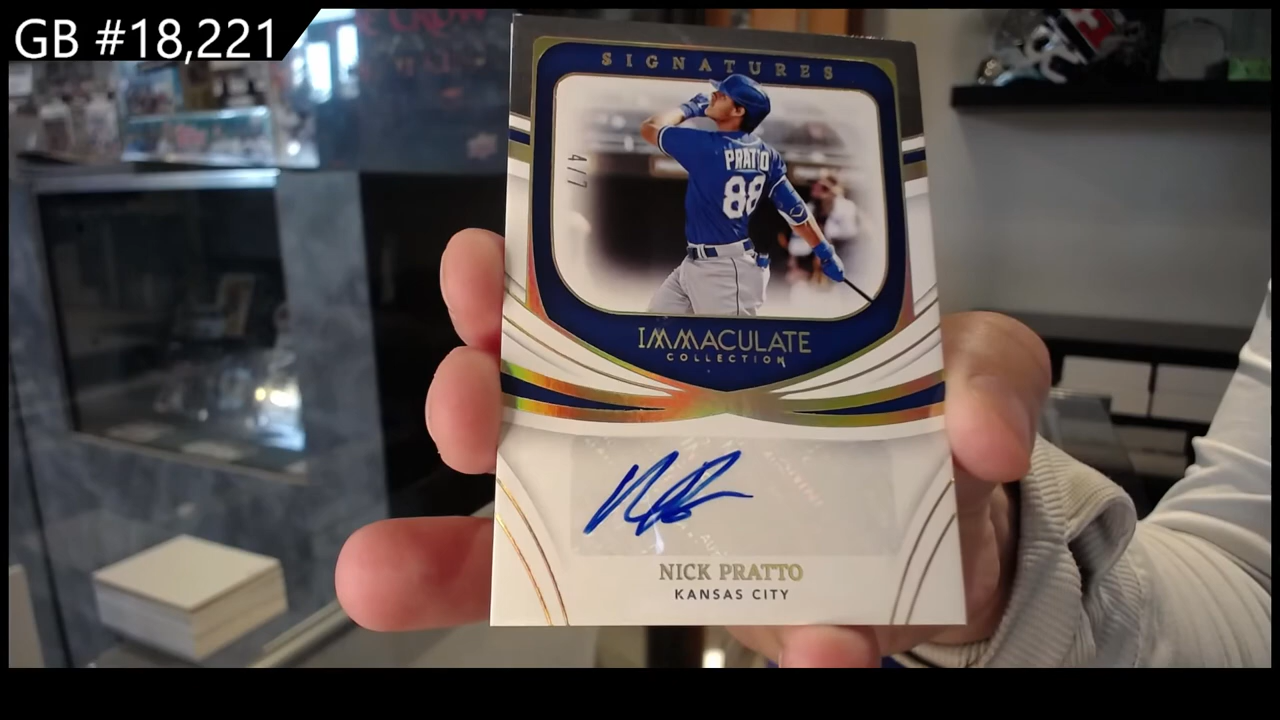 GB #18,221
SIGNATURES
PRATTO
88
4/7
IMMACULATE
COLLECTION
NICK PRATTO
KANSAS CITY